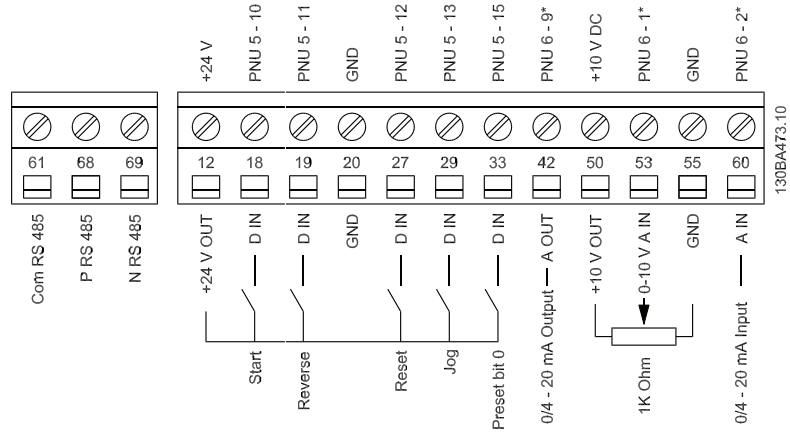 +24 V
PNU 5 - 10
PNU 5 - 11
GND
PNU 5 - 12
PNU 5 - 13
PNU 5 - 15
PNU 6 - 9*
+10 V DC
PNU 6 - 1*
GND
PNU 6 - 2*
61 68 69
12 18 19 20 27 29 33 42 50 53 55 60
130BA473.10
Com RS 485
P RS 485
N RS 485
+24 V OUT
D IN
D IN
GND
D IN
D IN
D IN
0/4 - 20 mA Output — A OUT
+10 V OUT
0-10 V A IN
GND
0/4 - 20 mA Input — A IN
Start
Reverse
Reset
Jog
Preset bit 0
1K Ohm